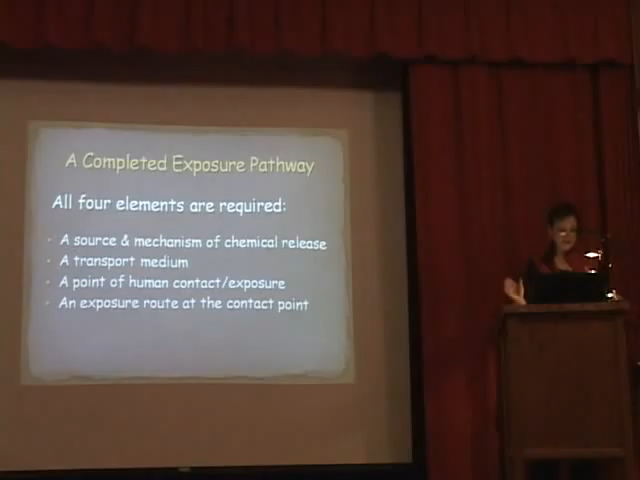 A Completed Exposure Pathway
All four elements are required:
- A source & mechanism of chemical release
- A transport medium
- A point of human contact/exposure
- An exposure route at the contact point